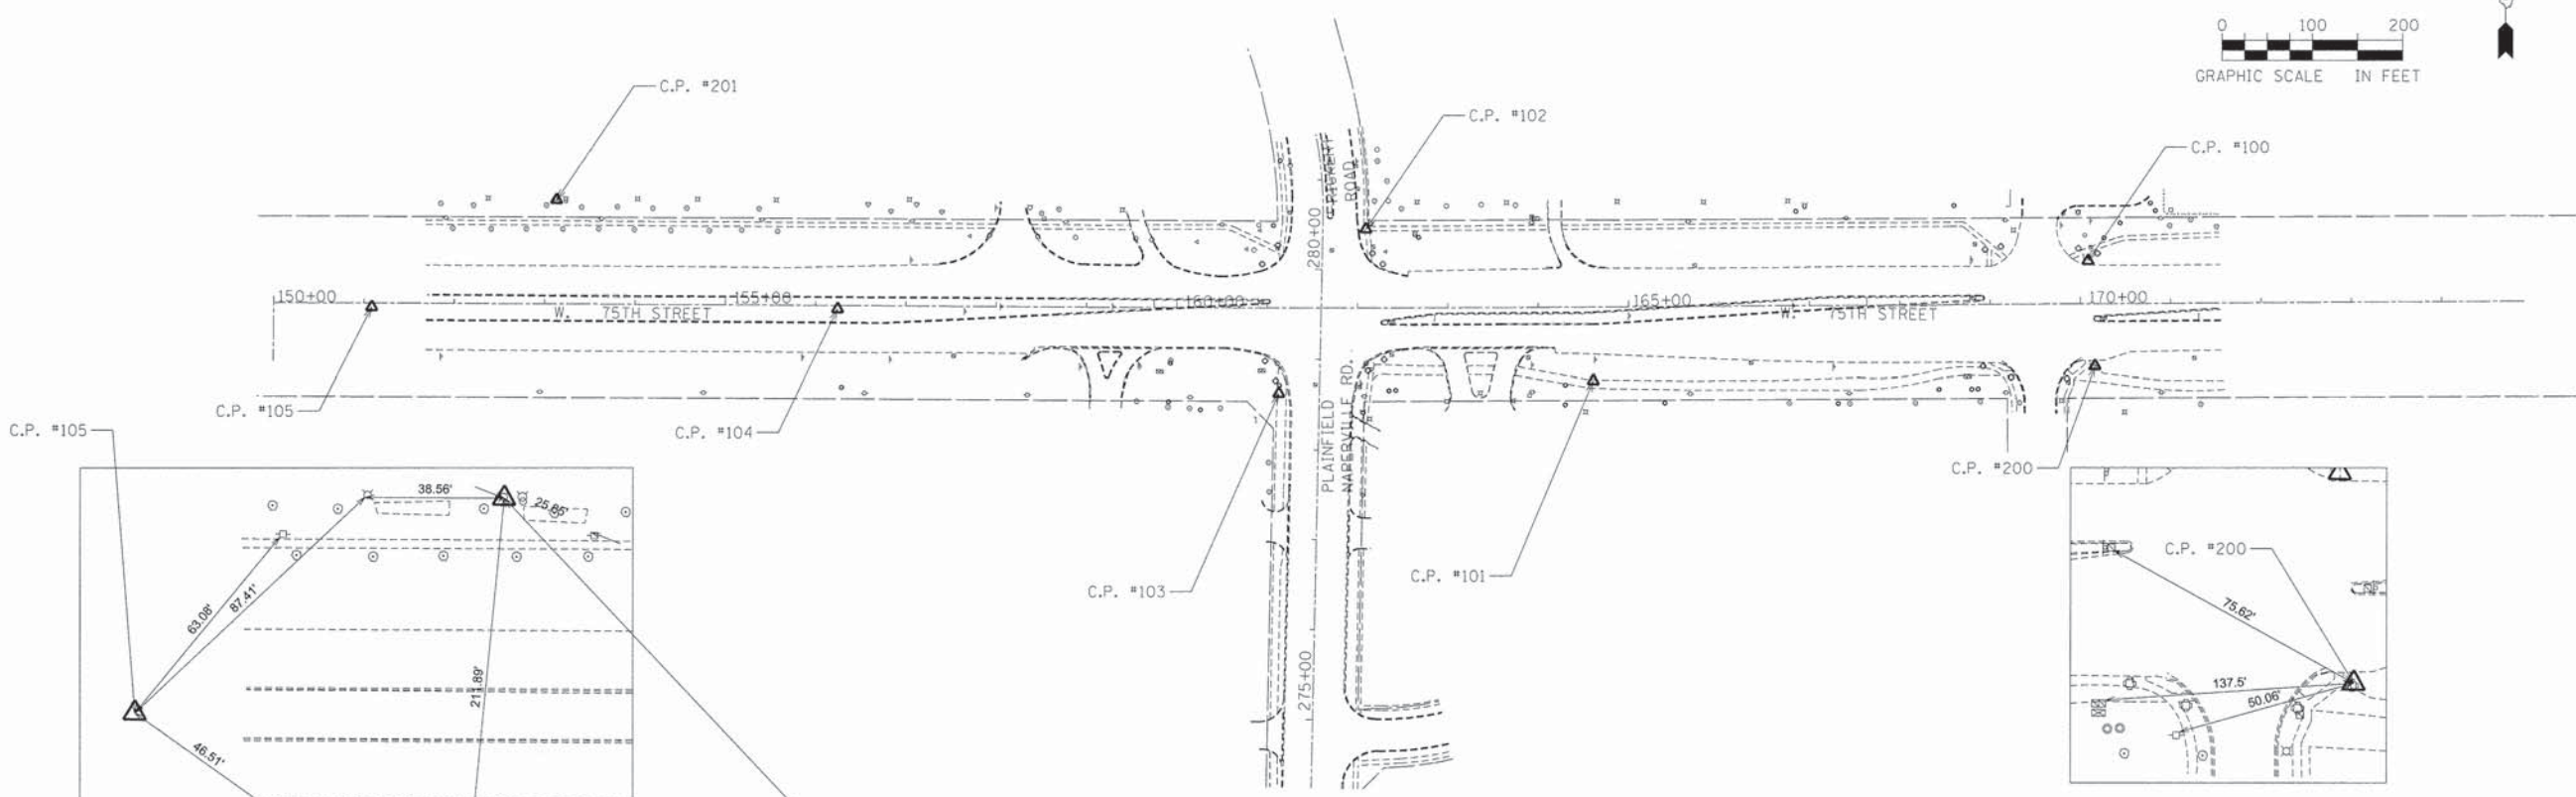 0 100 200
GRAPHIC SCALE IN FEET
C.P. #201
C.P. #102
C.P. #100
ROAD
280+00
150+00
155+00
160+00
165+00
170+00
W. 75TH STREET
W. 75TH STREET
C.P. #105
C.P. #104
C.P. #103
C.P. #101
C.P. #200
PLAINFIELD
NAPERVILLE RD.
275+00
C.P. #105
38.56'
25.85'
63.08'
87.41'
211.89'
46.51'
C.P. #200
75.62'
137.5'
50.06'